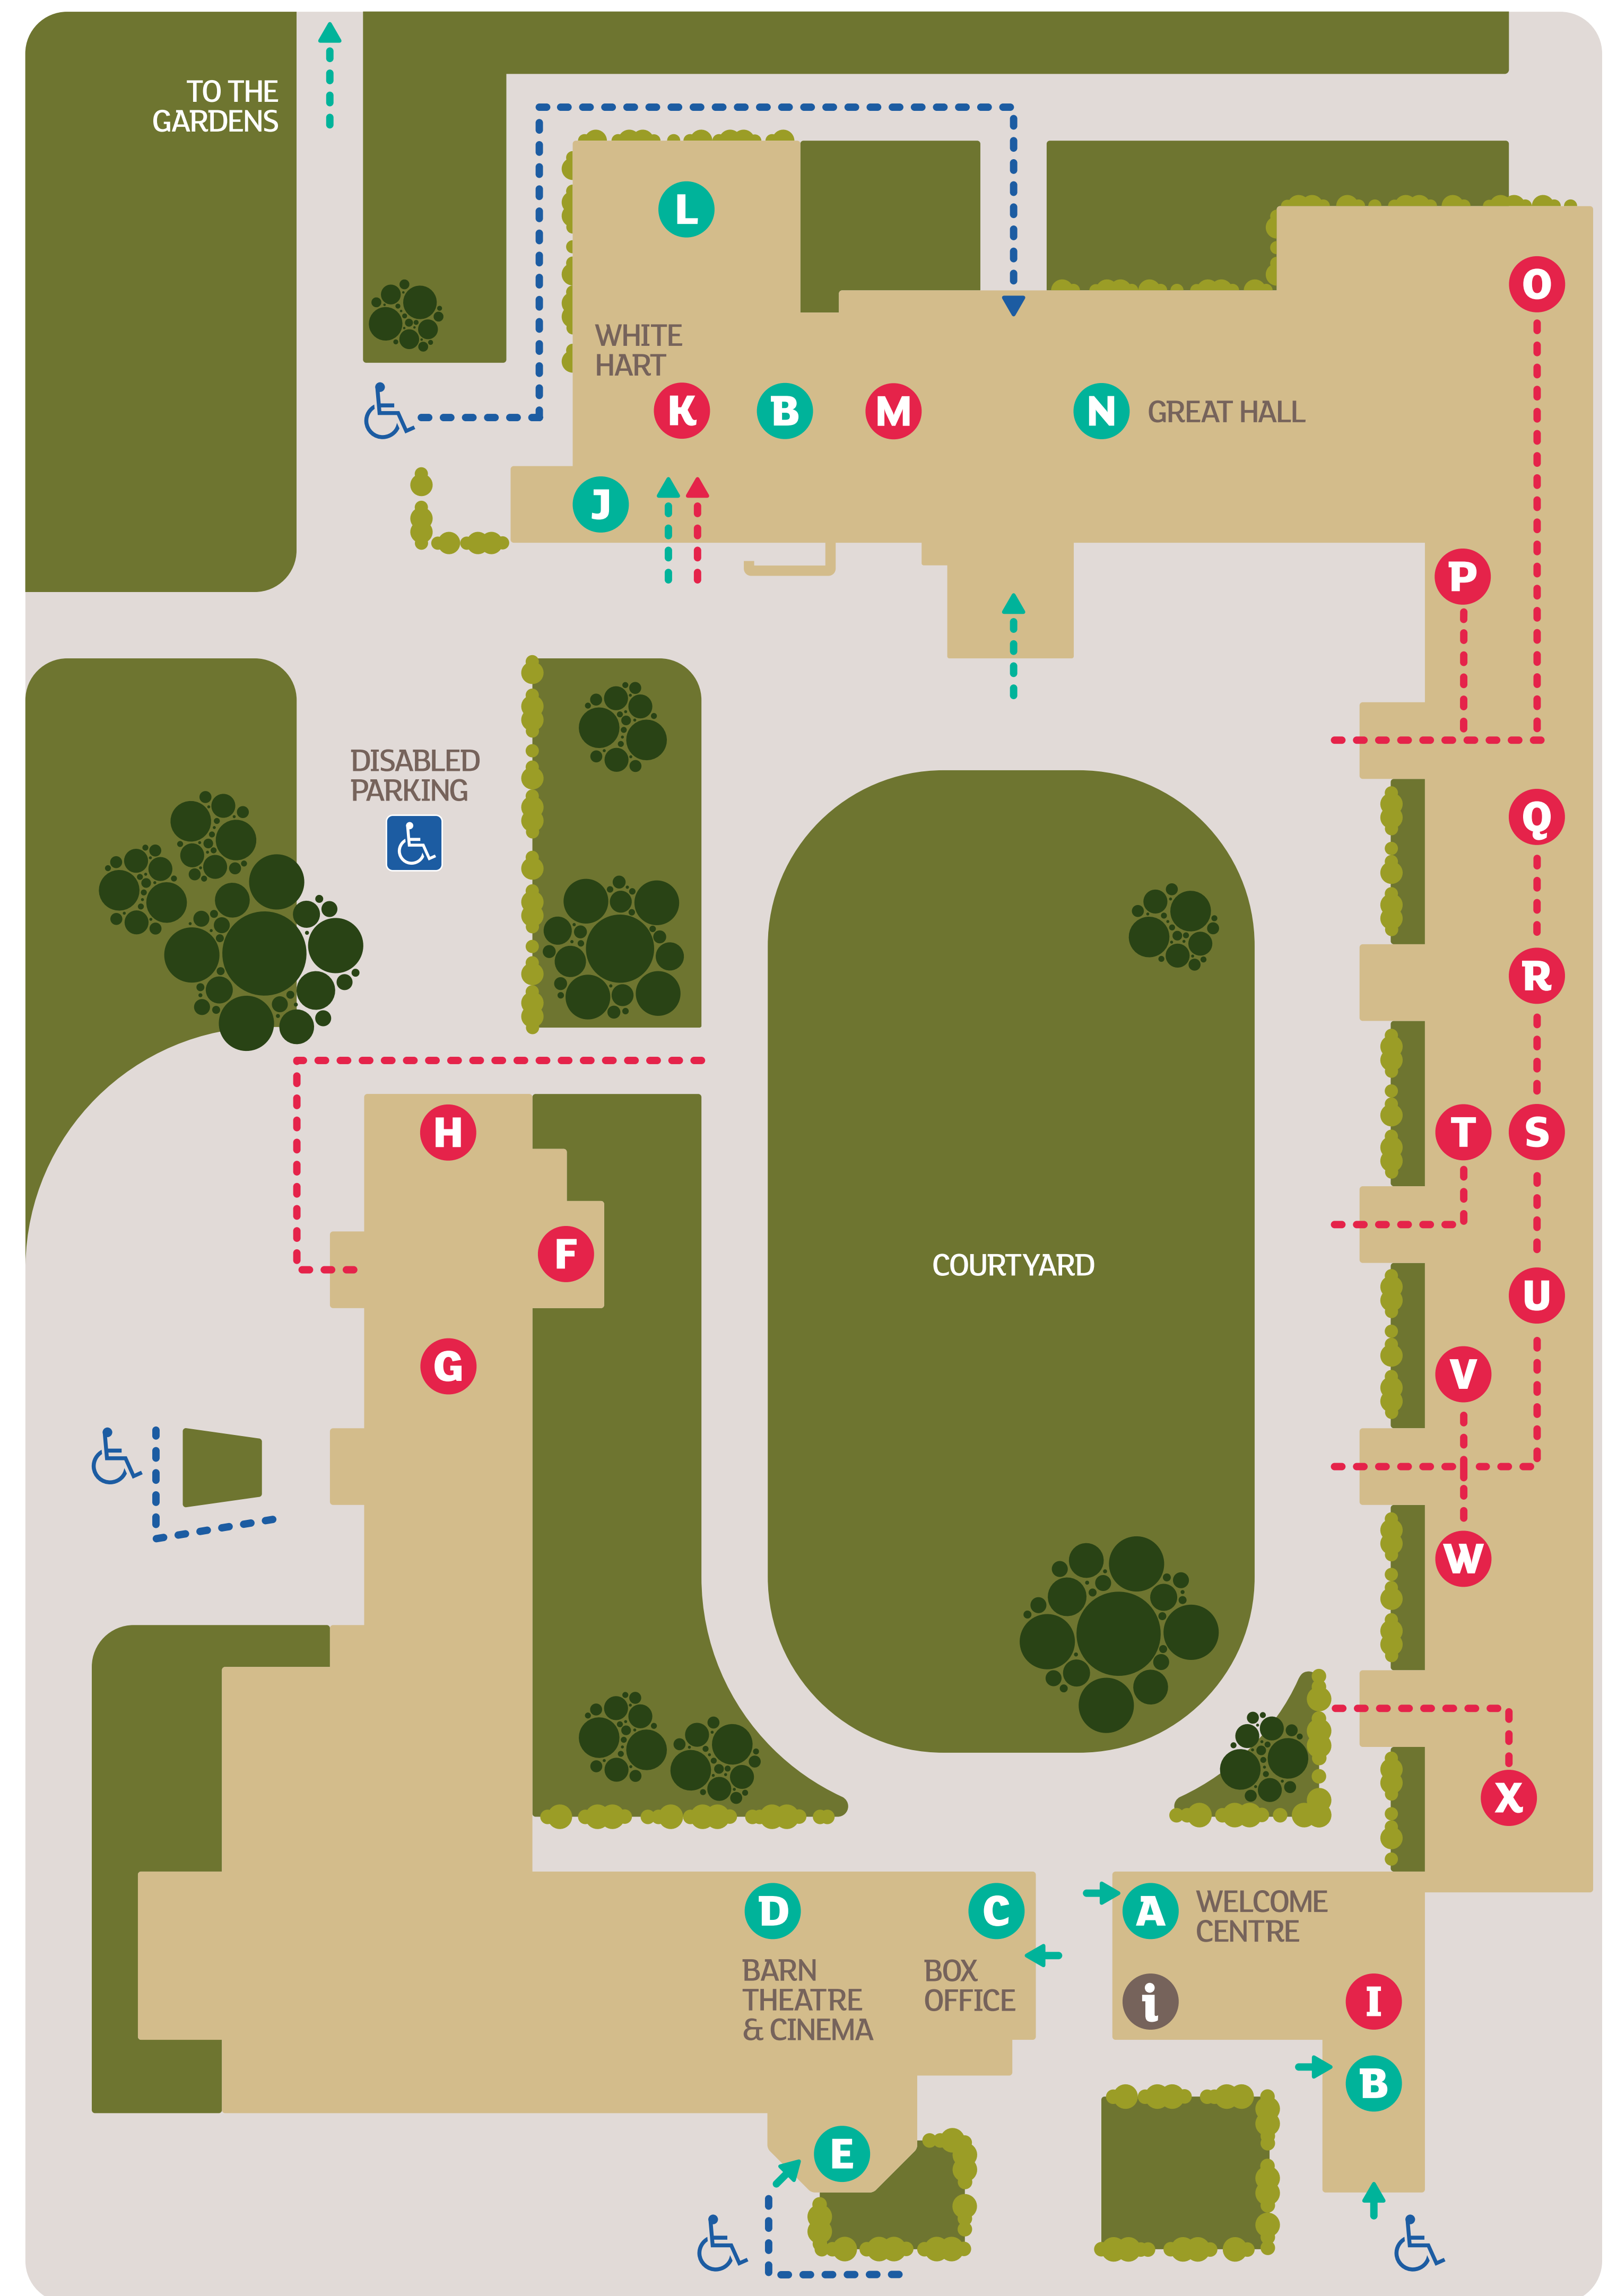 TO THE
GARDENS
L
O
WHITE
HART
K
B
M
N
GREAT HALL
J
P
DISABLED
PARKING
Q
R
H
T
S
F
COURTYARD
U
G
V
W
X
D
C
A
WELCOME
CENTRE
BARN
THEATRE
& CINEMA
BOX
OFFICE
i
I
B
E